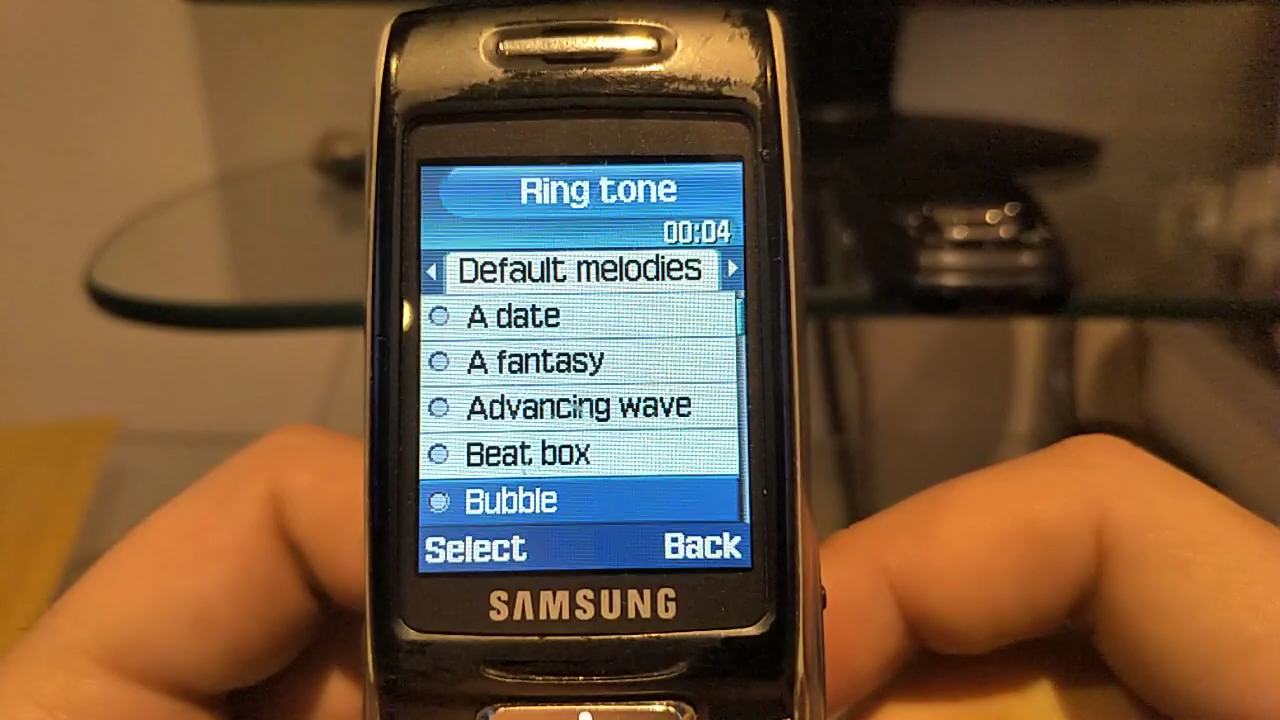 Ring tone
00:04
Default melodies
A date
A fantasy
Advancing wave
Beat box
Bubble
Select Back
SAMSUNG